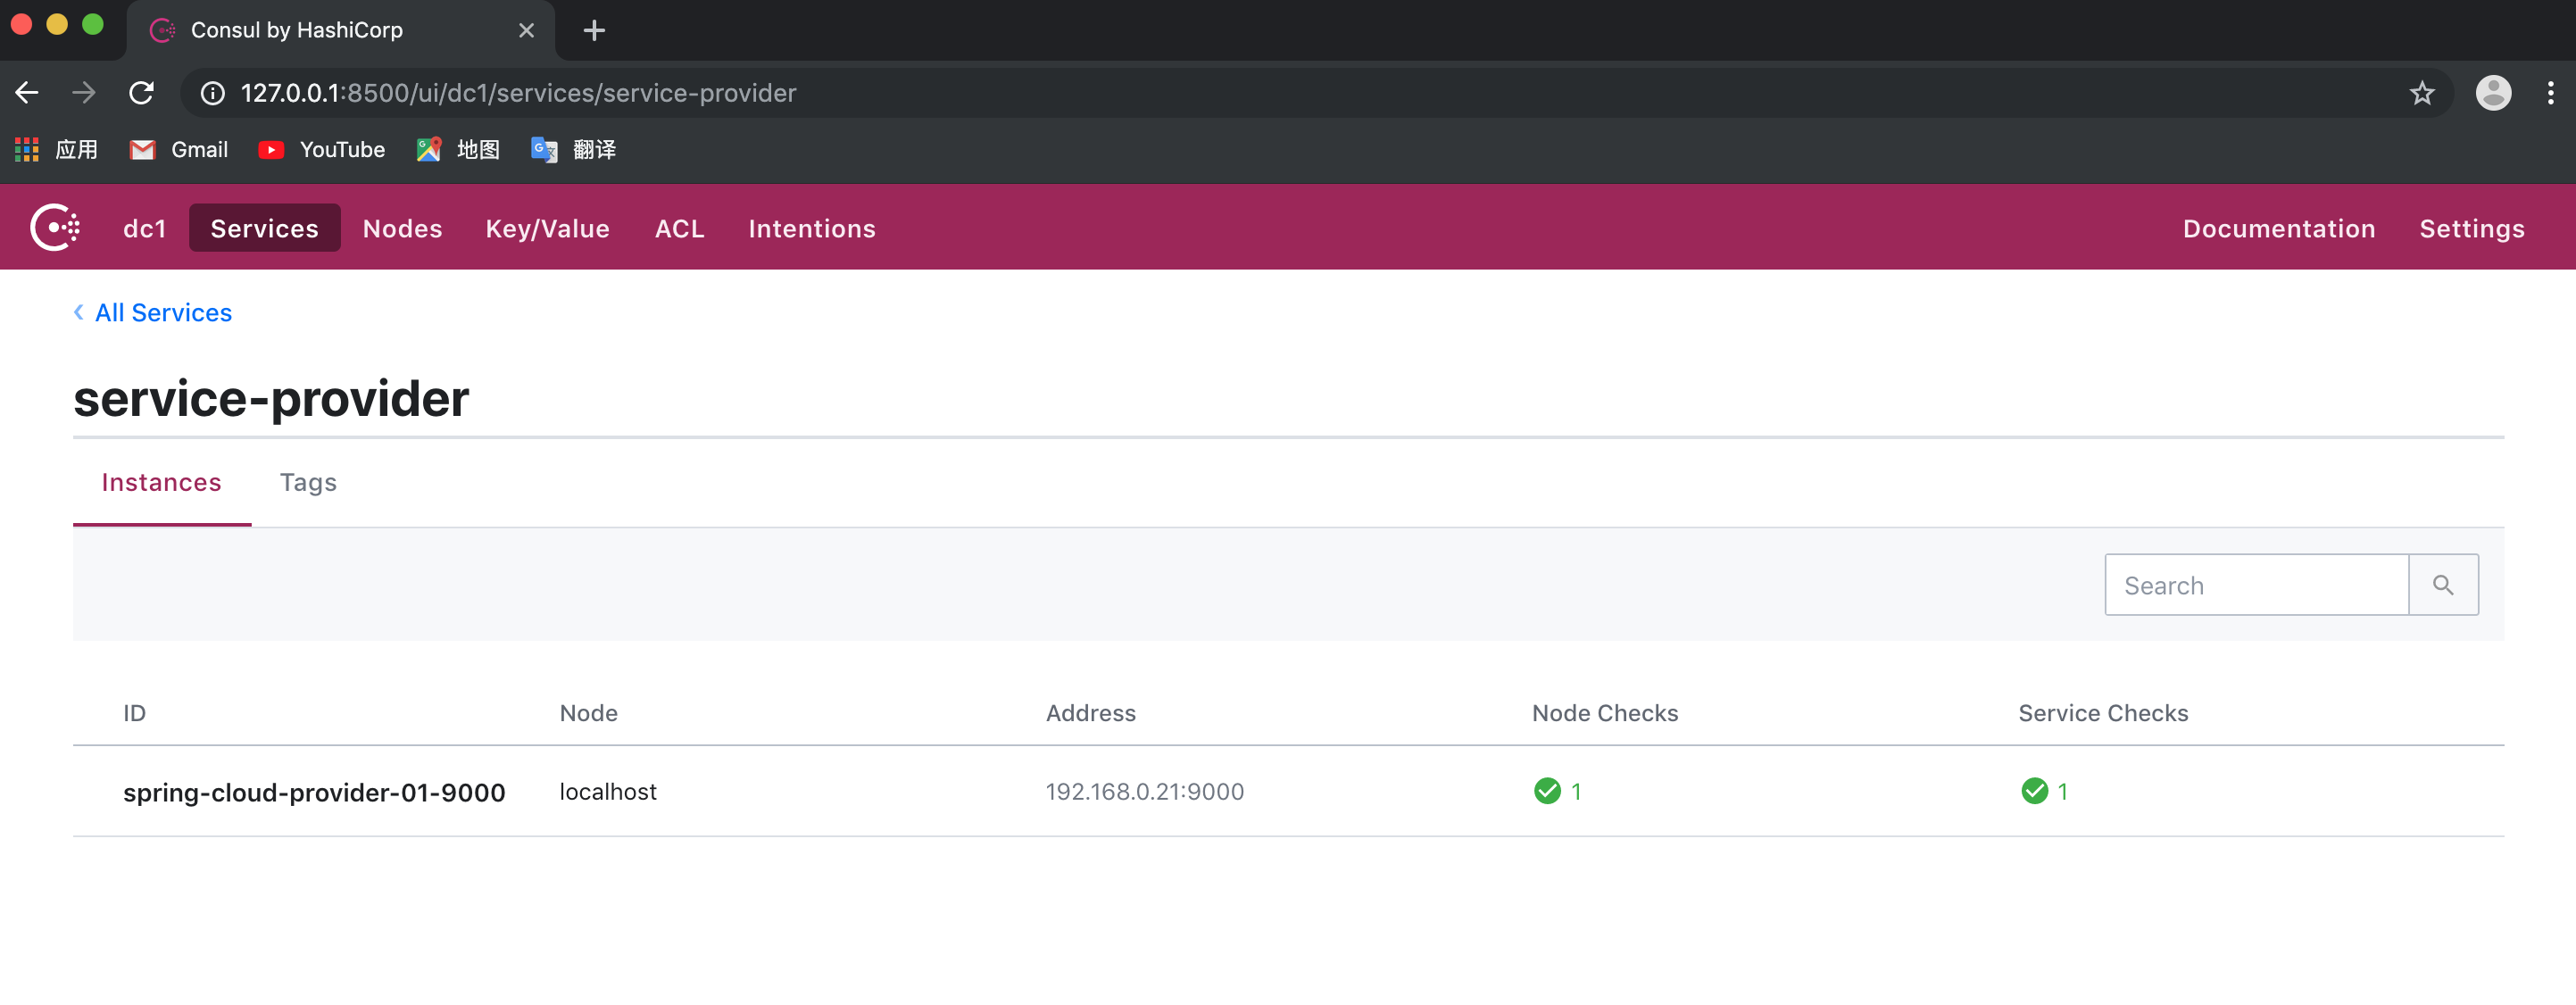 Consul by HashiCorp
127.0.0.1:8500/ui/dc1/services/service-provider
应用 Gmail YouTube 地图 翻译
dc1 Services Nodes Key/Value ACL Intentions Documentation Settings
All Services
service-provider
Instances Tags
Search
ID Node Address Node Checks Service Checks
spring-cloud-provider-01-9000 localhost 192.168.0.21:9000 1 1